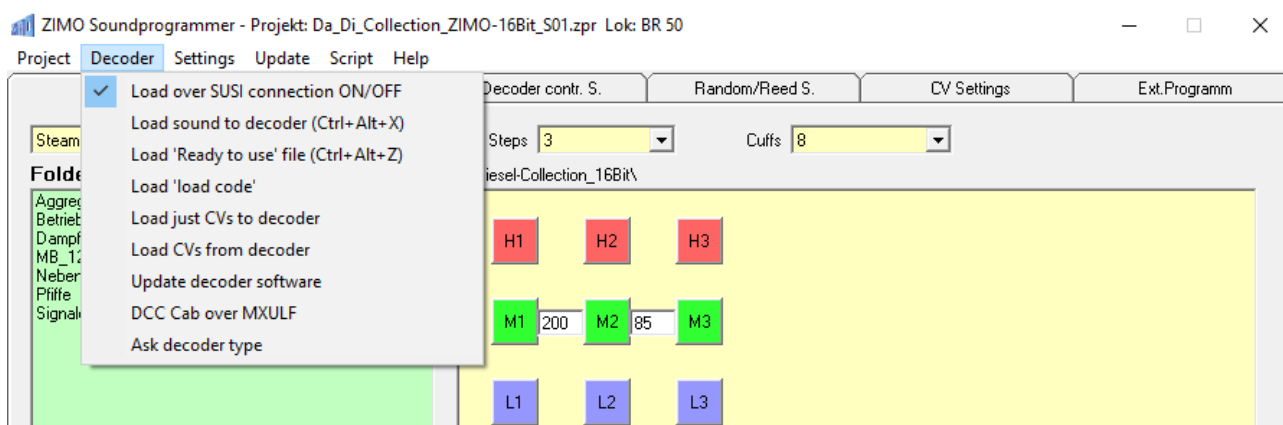 ZIMO Soundprogrammer - Projekt: Da_Di_Collection_ZIMO-16Bit_S01.zpr Lok: BR 50
Project Decoder Settings Update Script Help
Decoder contr. S. Random/Reed S. CV Settings Ext.Programm
Load over SUSI connection ON/OFF
Load sound to decoder (Ctrl+Alt+X)
Load 'Ready to use' file (Ctrl+Alt+Z)
Load 'load code'
Load just CVs to decoder
Load CVs from decoder
Update decoder software
DCC Cab over MXULF
Ask decoder type
Steam
Steps 3 Cuffs 8
Folde
iesel-Collection_16Bit\
Aggreg
Betrieb
Dampf
MB_12
Neben
Pfiffe
Signal
H1 H2 H3
M1 200 M2 85 M3
L1 L2 L3